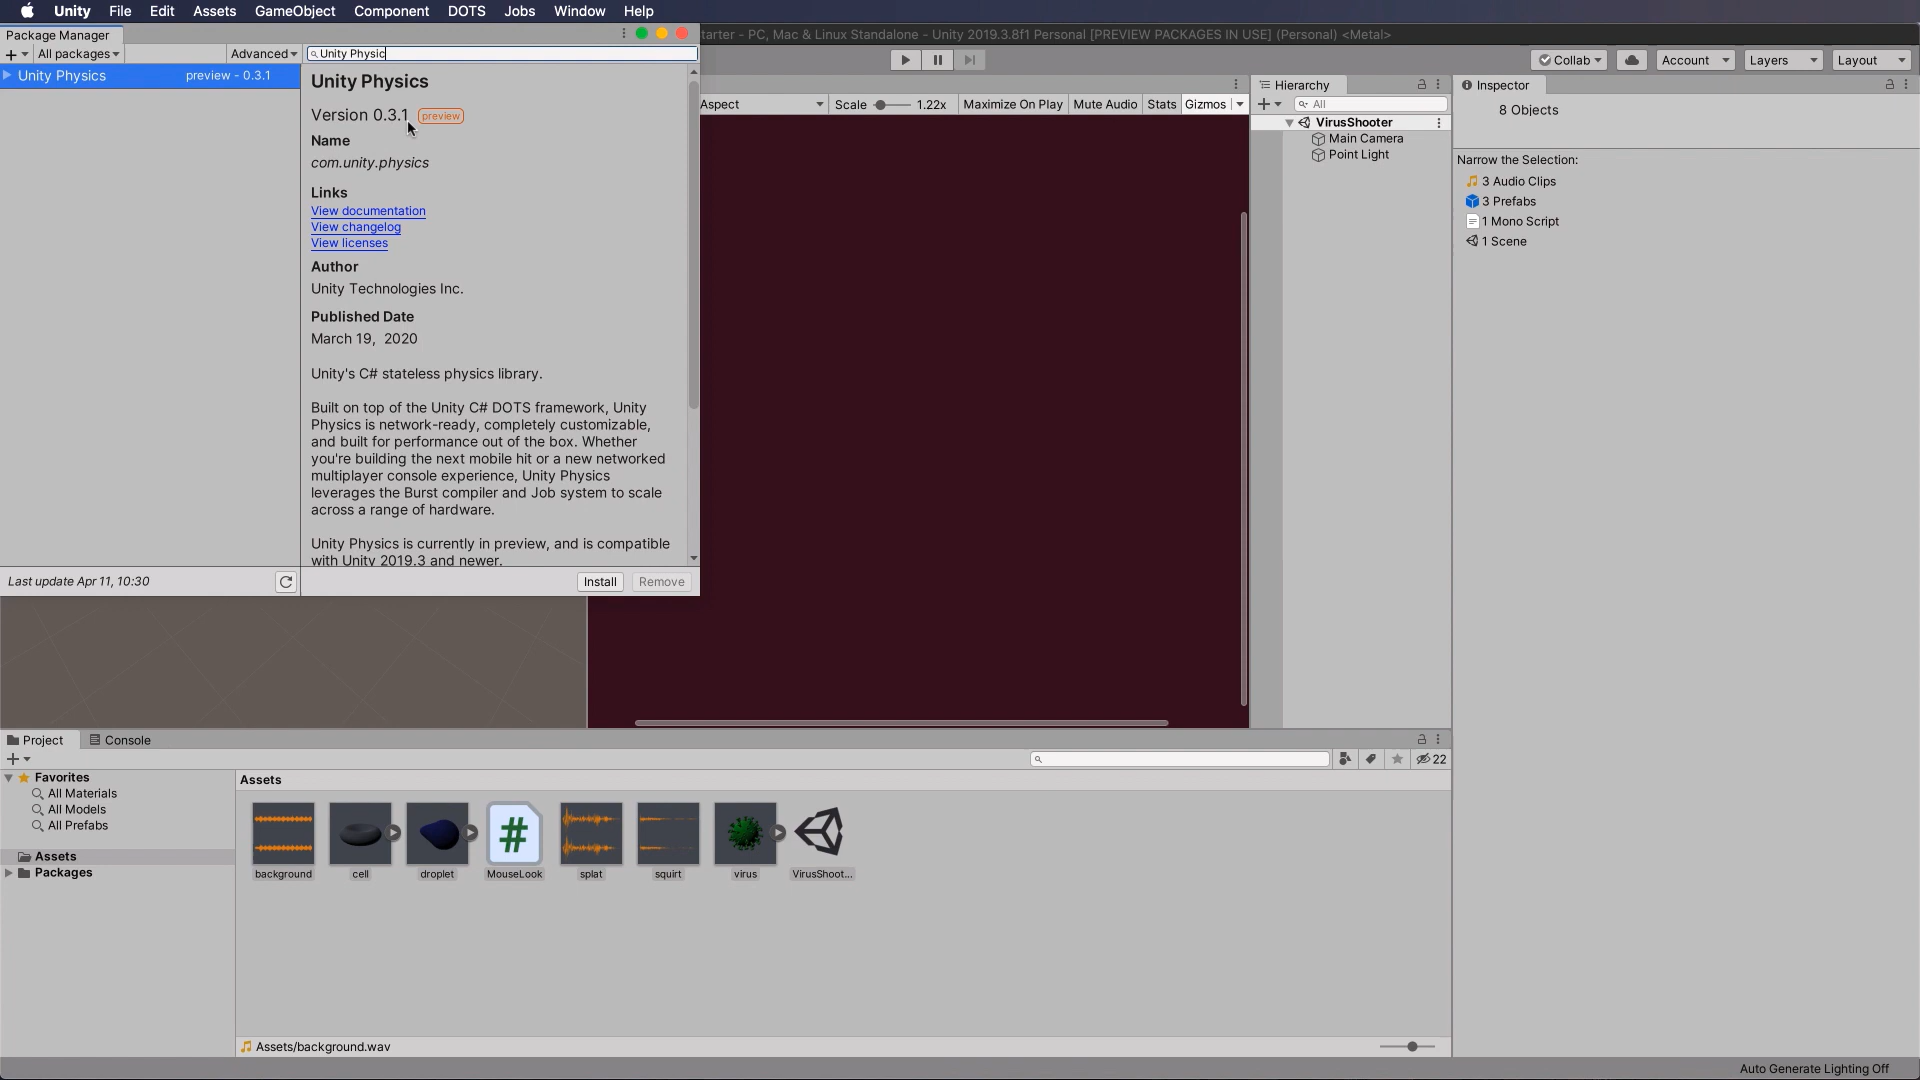 Unity File Edit Assets GameObject Component DOTS Jobs Window Help
Package Manager
All packages Advanced Unity Physic
Unity Physics preview - 0.3.1
Unity Physics
Version 0.3.1 preview
Name
com.unity.physics
Links
View documentation
View changelog
View licenses
Author
Unity Technologies Inc.
Published Date
March 19, 2020
Unity's C# stateless physics library.
Built on top of the Unity C# DOTS framework, Unity
Physics is network-ready, completely customizable,
and built for performance out of the box. Whether
you're building the next mobile hit or a new networked
multiplayer console experience, Unity Physics
leverages the Burst compiler and Job system to scale
across a range of hardware.
Unity Physics is currently in preview, and is compatible
with Unity 2019.3 and newer.
Last update Apr 11, 10:30
Install Remove
tarter - PC, Mac & Linux Standalone - Unity 2019.3.8f1 Personal [PREVIEW PACKAGES IN USE] (Personal) <Metal>
Collab Account Layers Layout
Aspect Scale 1.22x Maximize On Play Mute Audio Stats Gizmos
Hierarchy
All
VirusShooter
Main Camera
Point Light
Inspector
8 Objects
Narrow the Selection:
3 Audio Clips
3 Prefabs
1 Mono Script
1 Scene
Project Console
22
Favorites
All Materials
All Models
All Prefabs
Assets
Packages
Assets
background cell droplet MouseLook splat squirt virus VirusShoot...
#
Assets/background.wav
Auto Generate Lighting Off